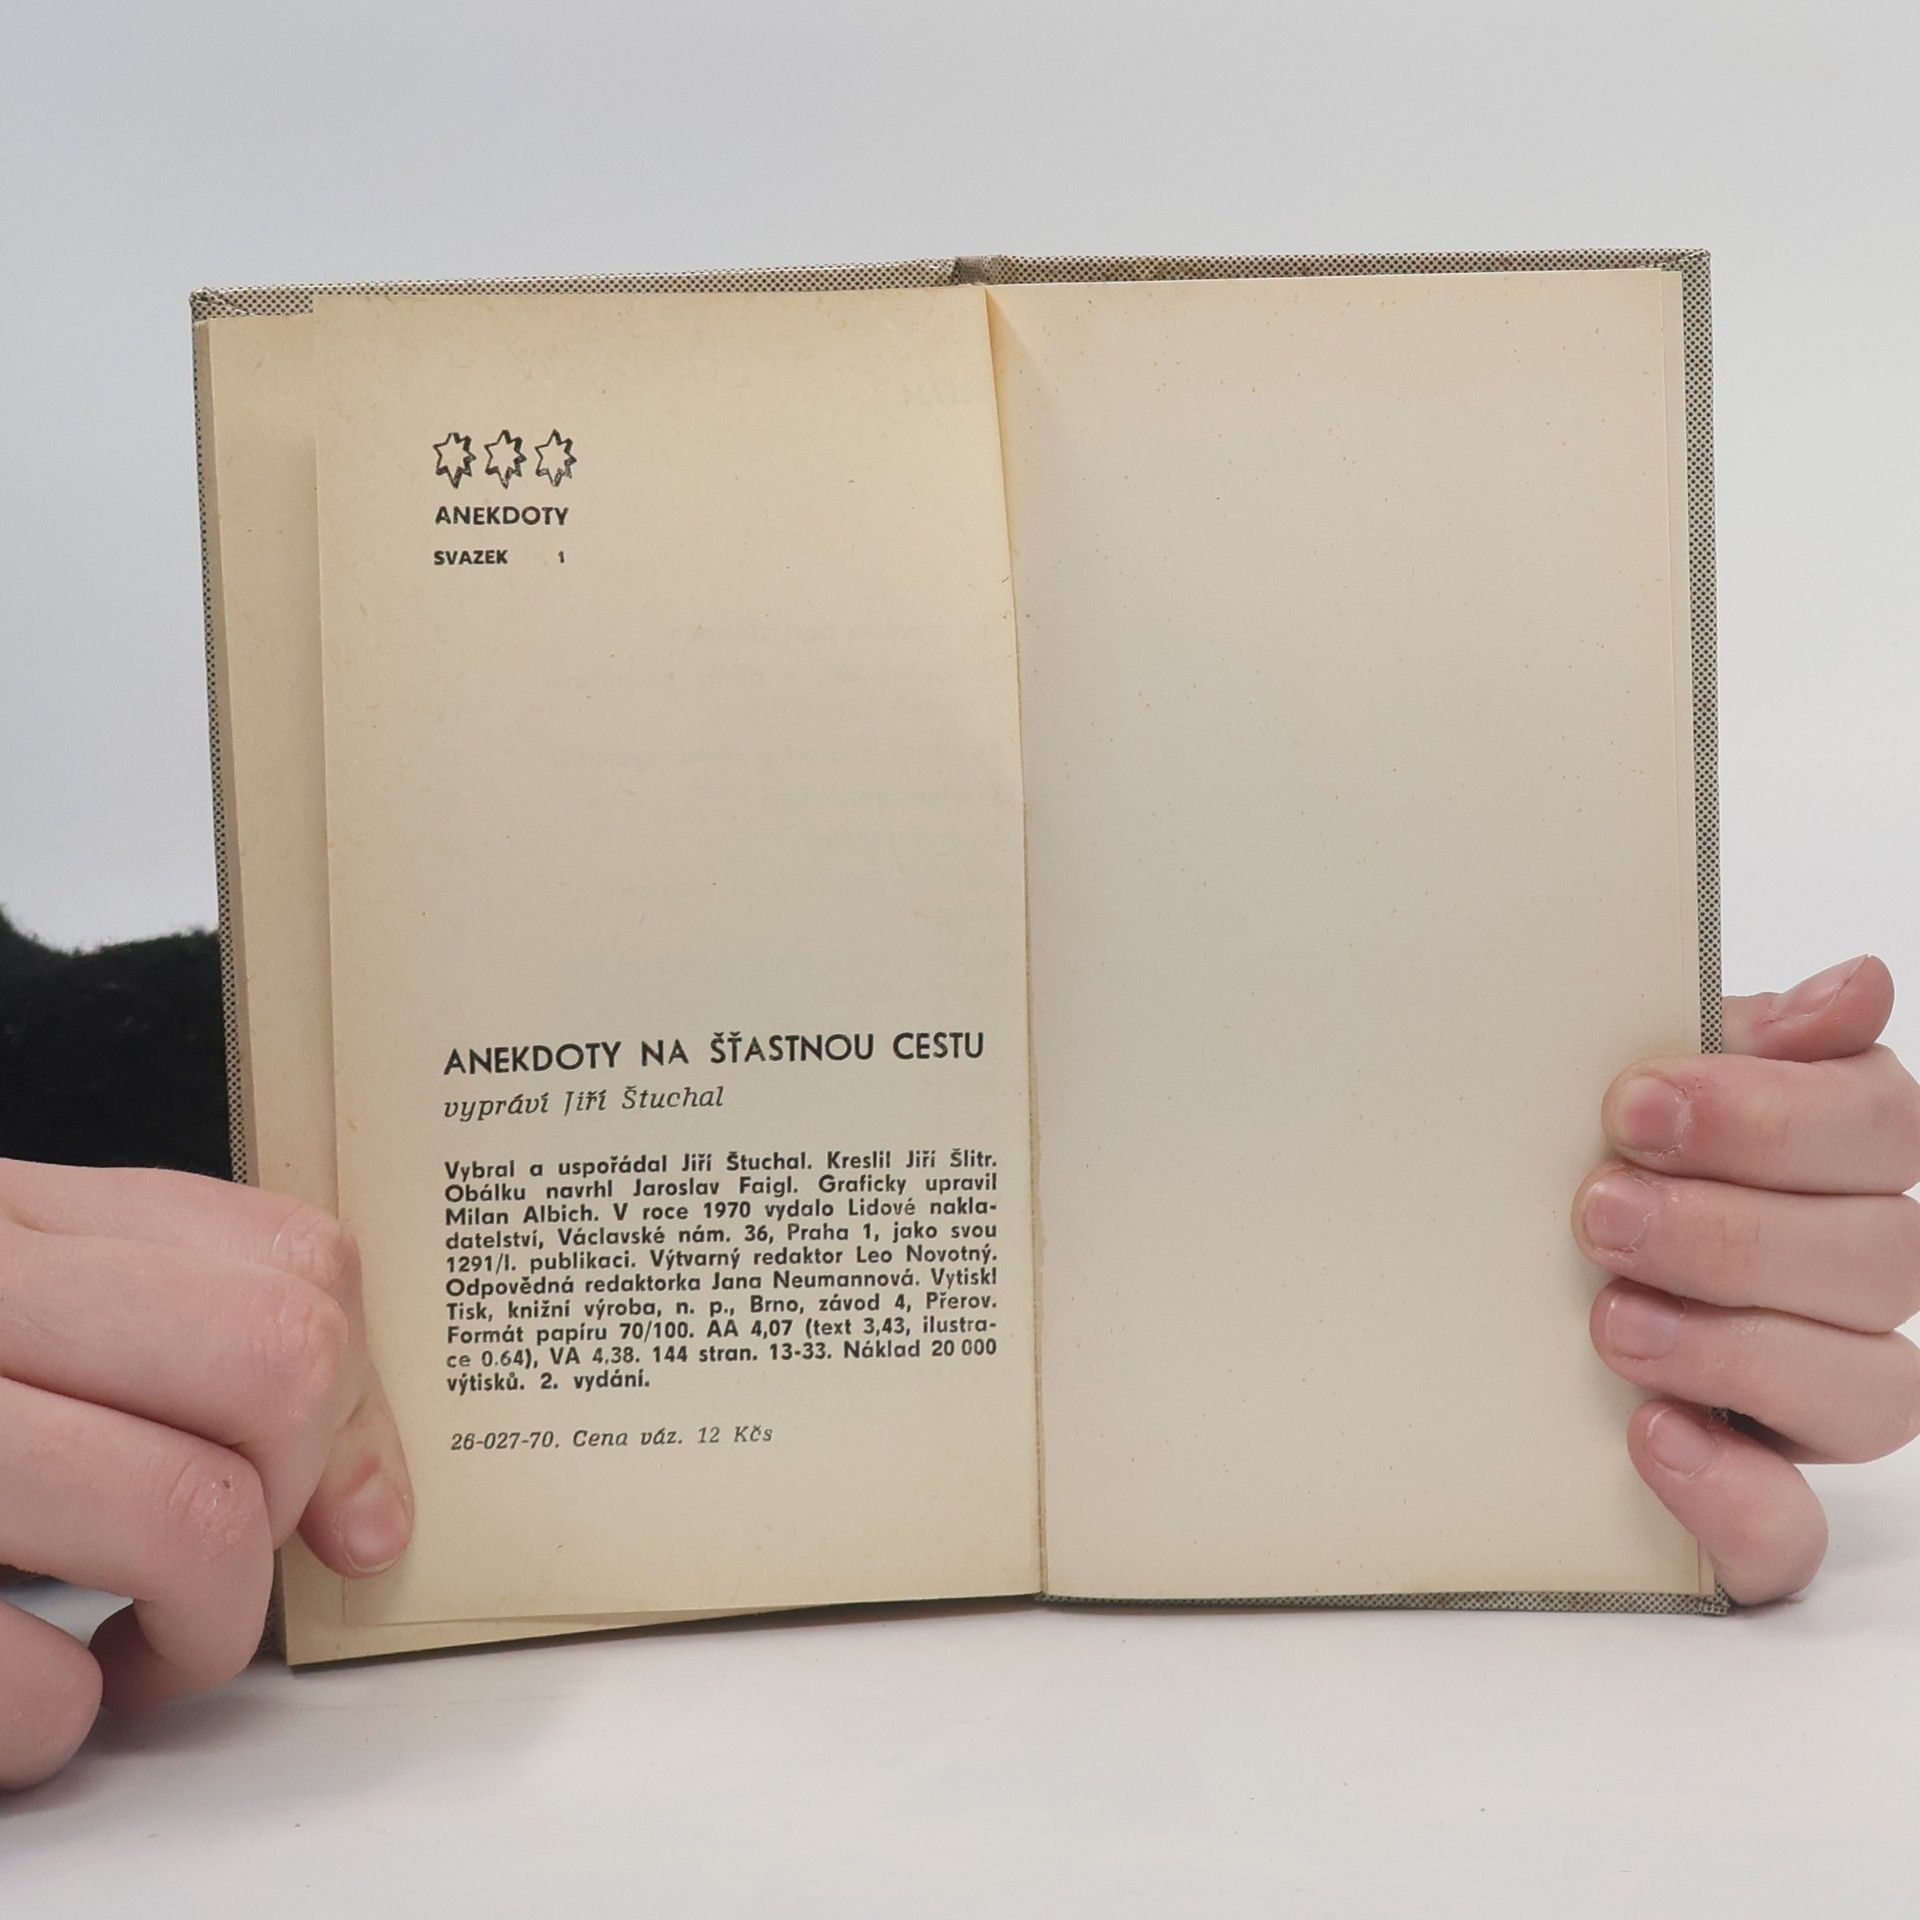 ANEKDOTY
SVAZEK 1
ANEKDOTY NA ŠŤASTNOU CESTU
vypráví Jiří Štuchal
Vybral a uspořádal Jiří Štuchal. Kreslil Jiří Šlitr.
Obálku navrhl Jaroslav Faigl. Graficky upravil
Milan Albich. V roce 1970 vydalo Lidové nakla-
datelství, Václavské nám. 36, Praha 1, jako svou
1291/I. publikaci. Výtvarný redaktor Leo Novotný.
Odpovědná redaktorka Jana Neumannová. Vytiskl
Tisk, knižní výroba, n. p., Brno, závod 4, Přerov.
Formát papíru 70/100. AA 4,07 (text 3,43, ilustra-
ce 0.64), VA 4,38. 144 stran. 13-33. Náklad 20 000
výtisků. 2. vydání.
26-027-70. Cena váz. 12 Kčs